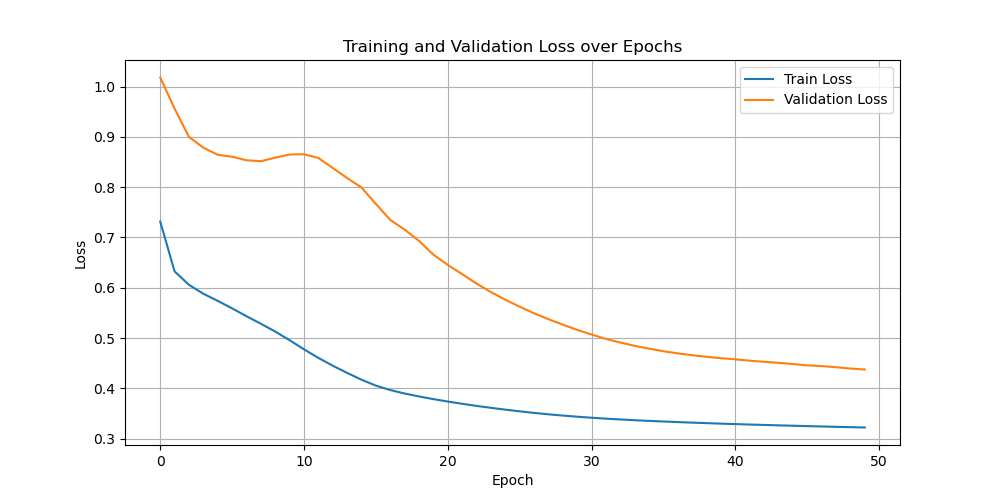 Training and Validation Loss over Epochs
Train Loss
Validation Loss
Loss
1.0
0.9
0.8
0.7
0.6
0.5
0.4
0.3
0 10 20 30 40 50
Epoch